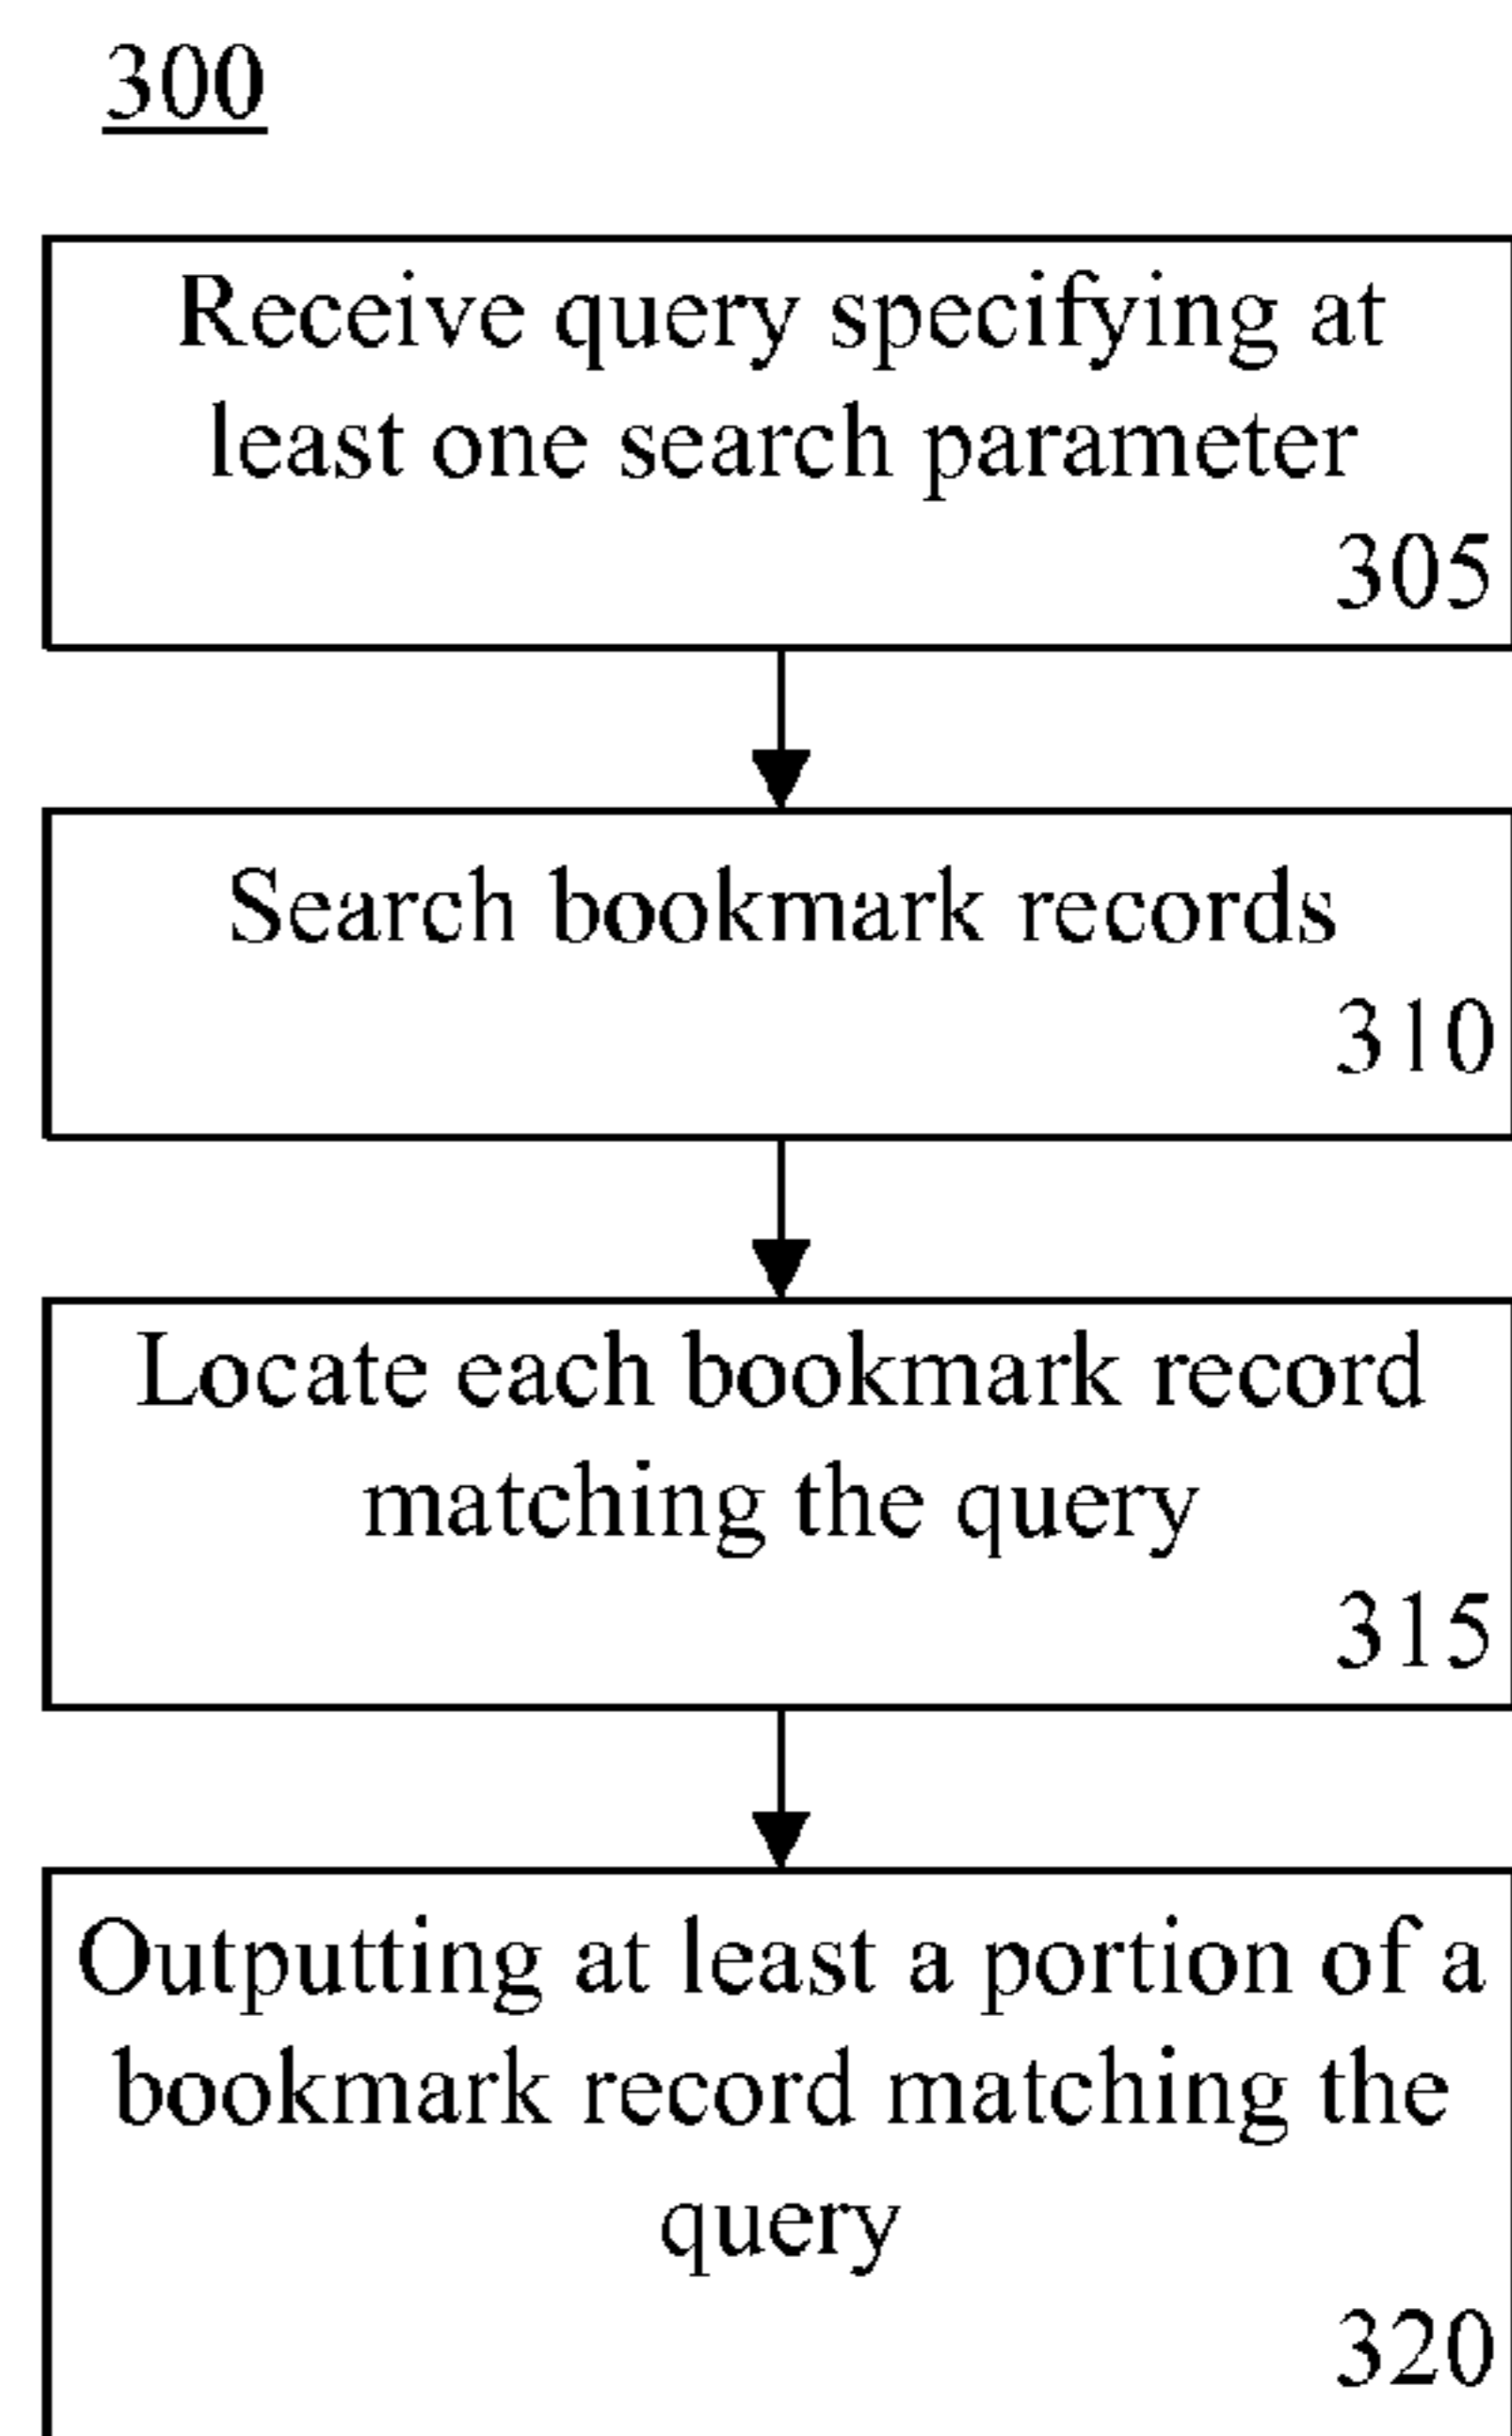 300
Receive query specifying at
least one search parameter
305
Search bookmark records
310
Locate each bookmark record
matching the query
315
Outputting at least a portion of a
bookmark record matching the
query
320